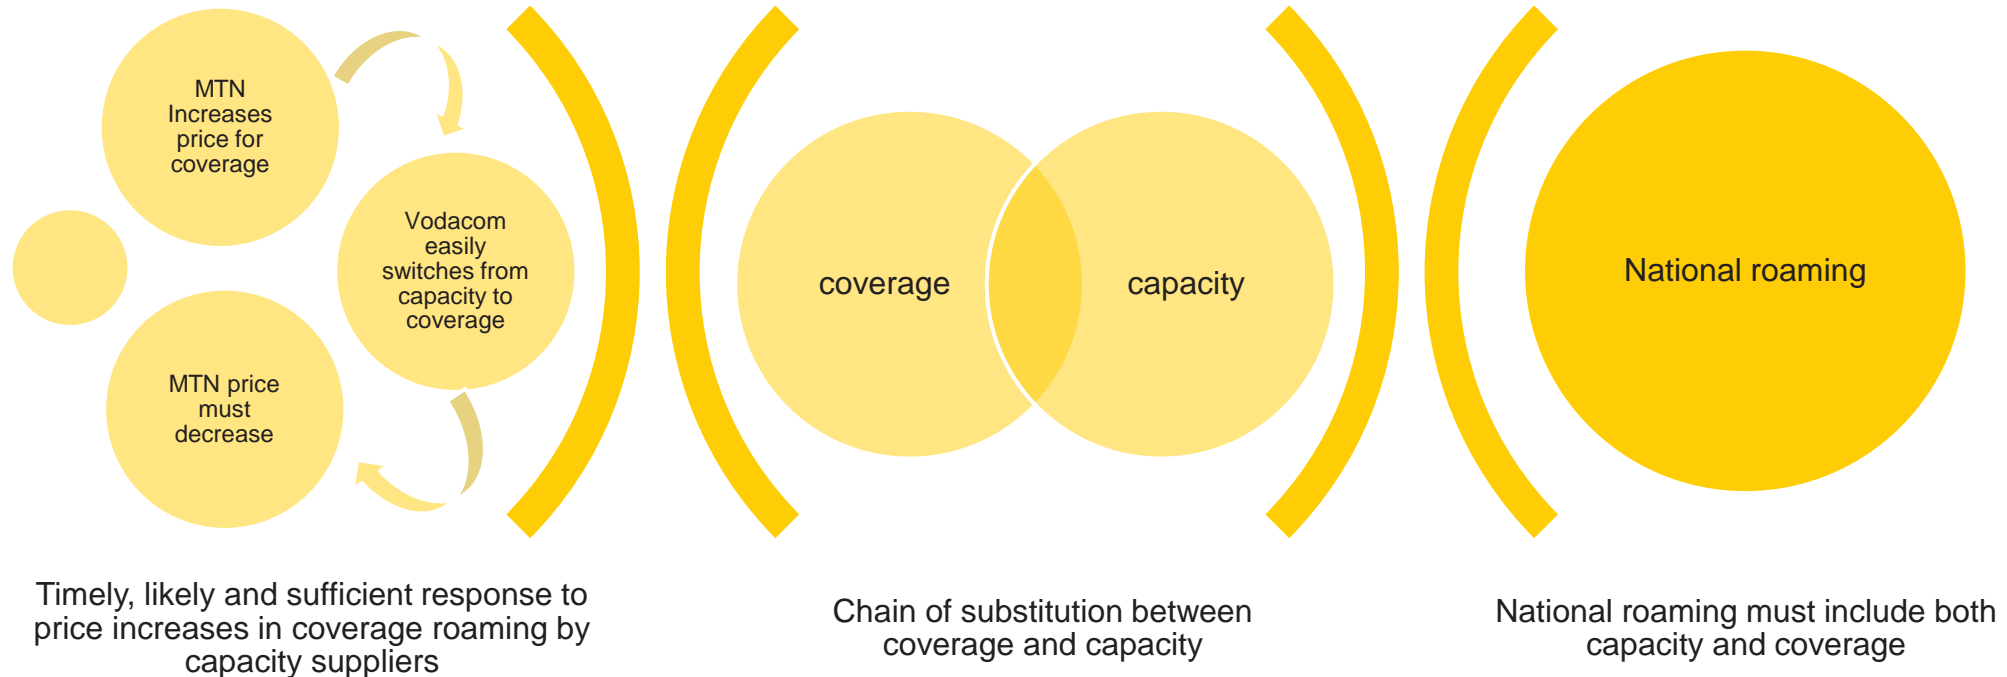 MTN
Increases
price for
coverage
Vodacom
easily
switches from
capacity to
coverage
MTN price
must
decrease
Timely, likely and sufficient response to
price increases in coverage roaming by
capacity suppliers
coverage
capacity
Chain of substitution between
coverage and capacity
National roaming
National roaming must include both
capacity and coverage